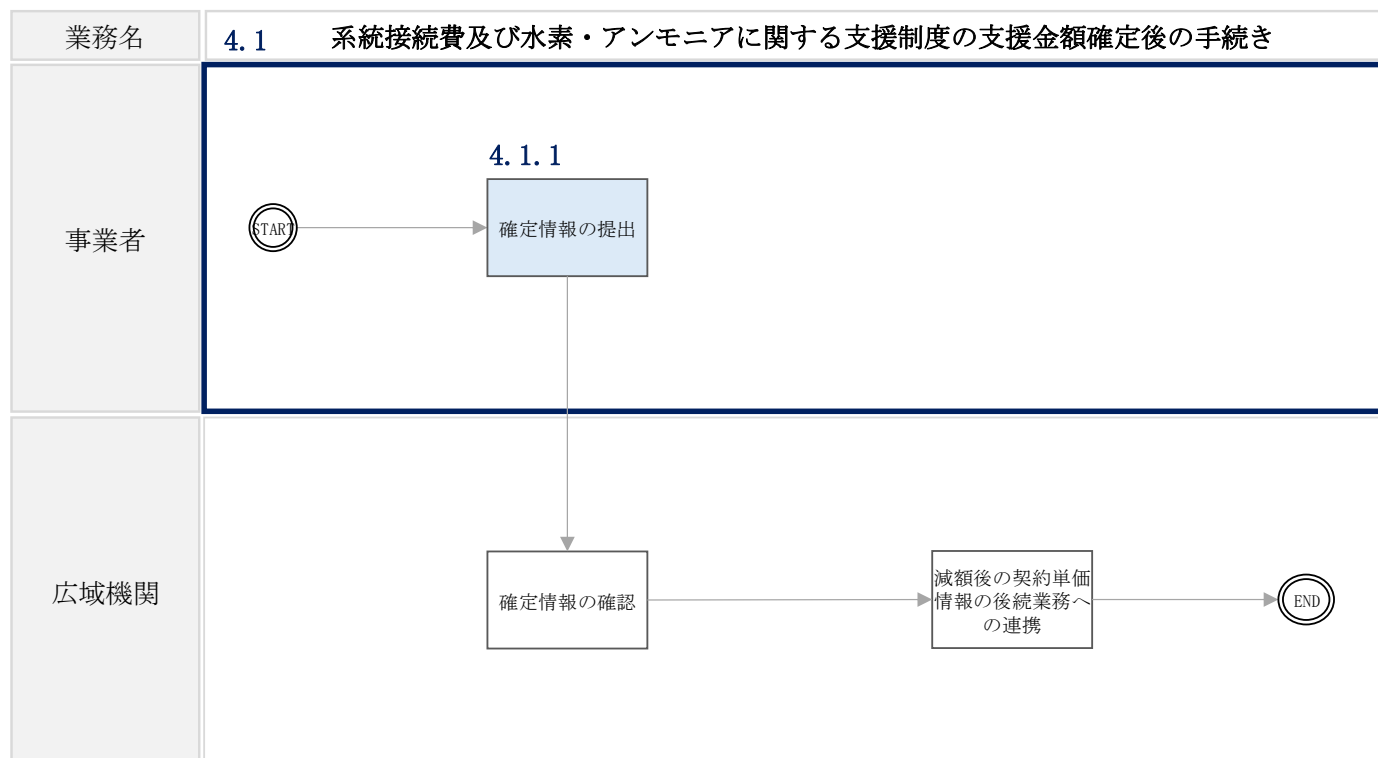 業務名
4.1 系統接続費及び水素・アンモニアに関する支援制度の支援金額確定後の手続き
事業者
4.1.1
START
確定情報の提出
広域機関
確定情報の確認
減額後の契約単価
情報の後続業務へ
の連携
END